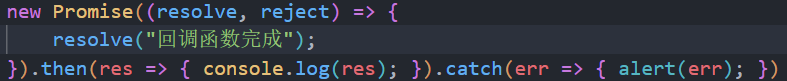 new Promise((resolve, reject) => {
    resolve("回调函数完成");
}).then(res => { console.log(res); }).catch(err => { alert(err); })